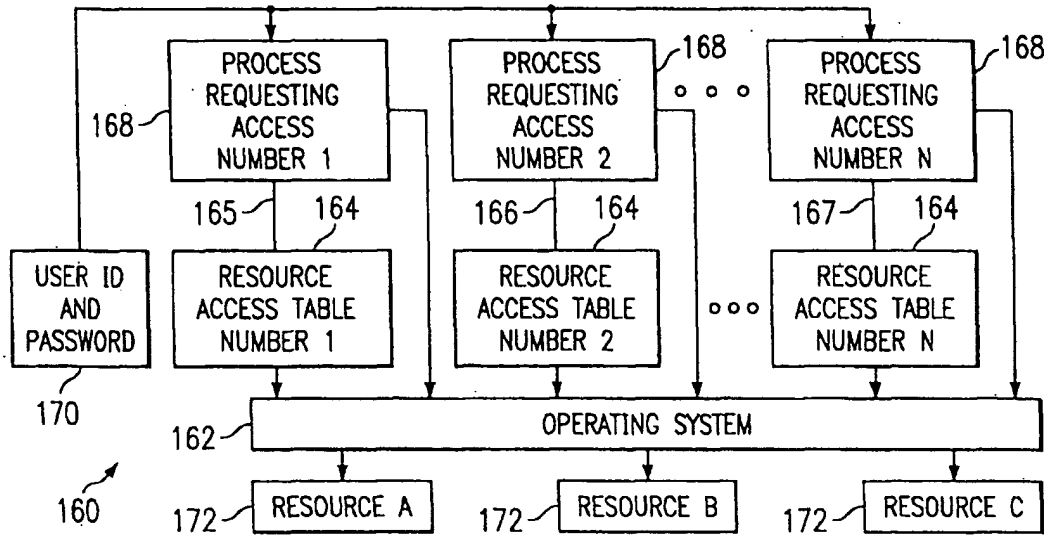 PROCESS
REQUESTING
ACCESS
NUMBER 1
168
PROCESS
REQUESTING
ACCESS
NUMBER 2
168
PROCESS
REQUESTING
ACCESS
NUMBER N
168
165
164
166
164
167
164
USER ID
AND
PASSWORD
170
RESOURCE
ACCESS TABLE
NUMBER 1
RESOURCE
ACCESS TABLE
NUMBER 2
RESOURCE
ACCESS TABLE
NUMBER N
162
OPERATING SYSTEM
160
172
RESOURCE A
172
RESOURCE B
172
RESOURCE C